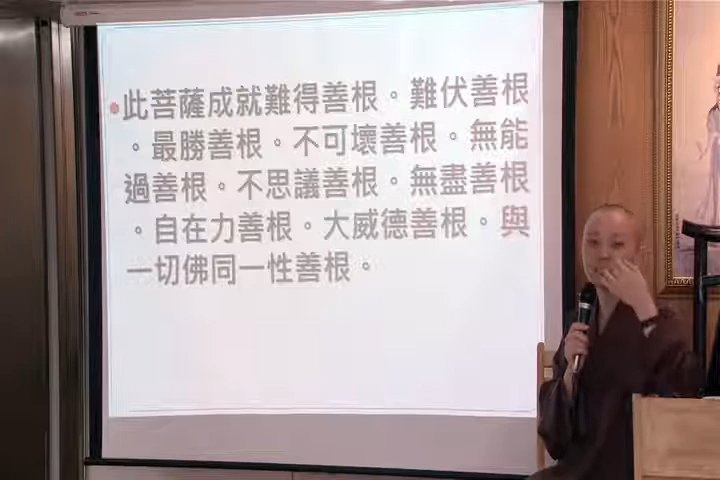 此菩薩成就難得善根。難伏善根
。最勝善根。不可壞善根。無能
過善根。不思議善根。無盡善根
。自在力善根。大威德善根。與
一切佛同一性善根。